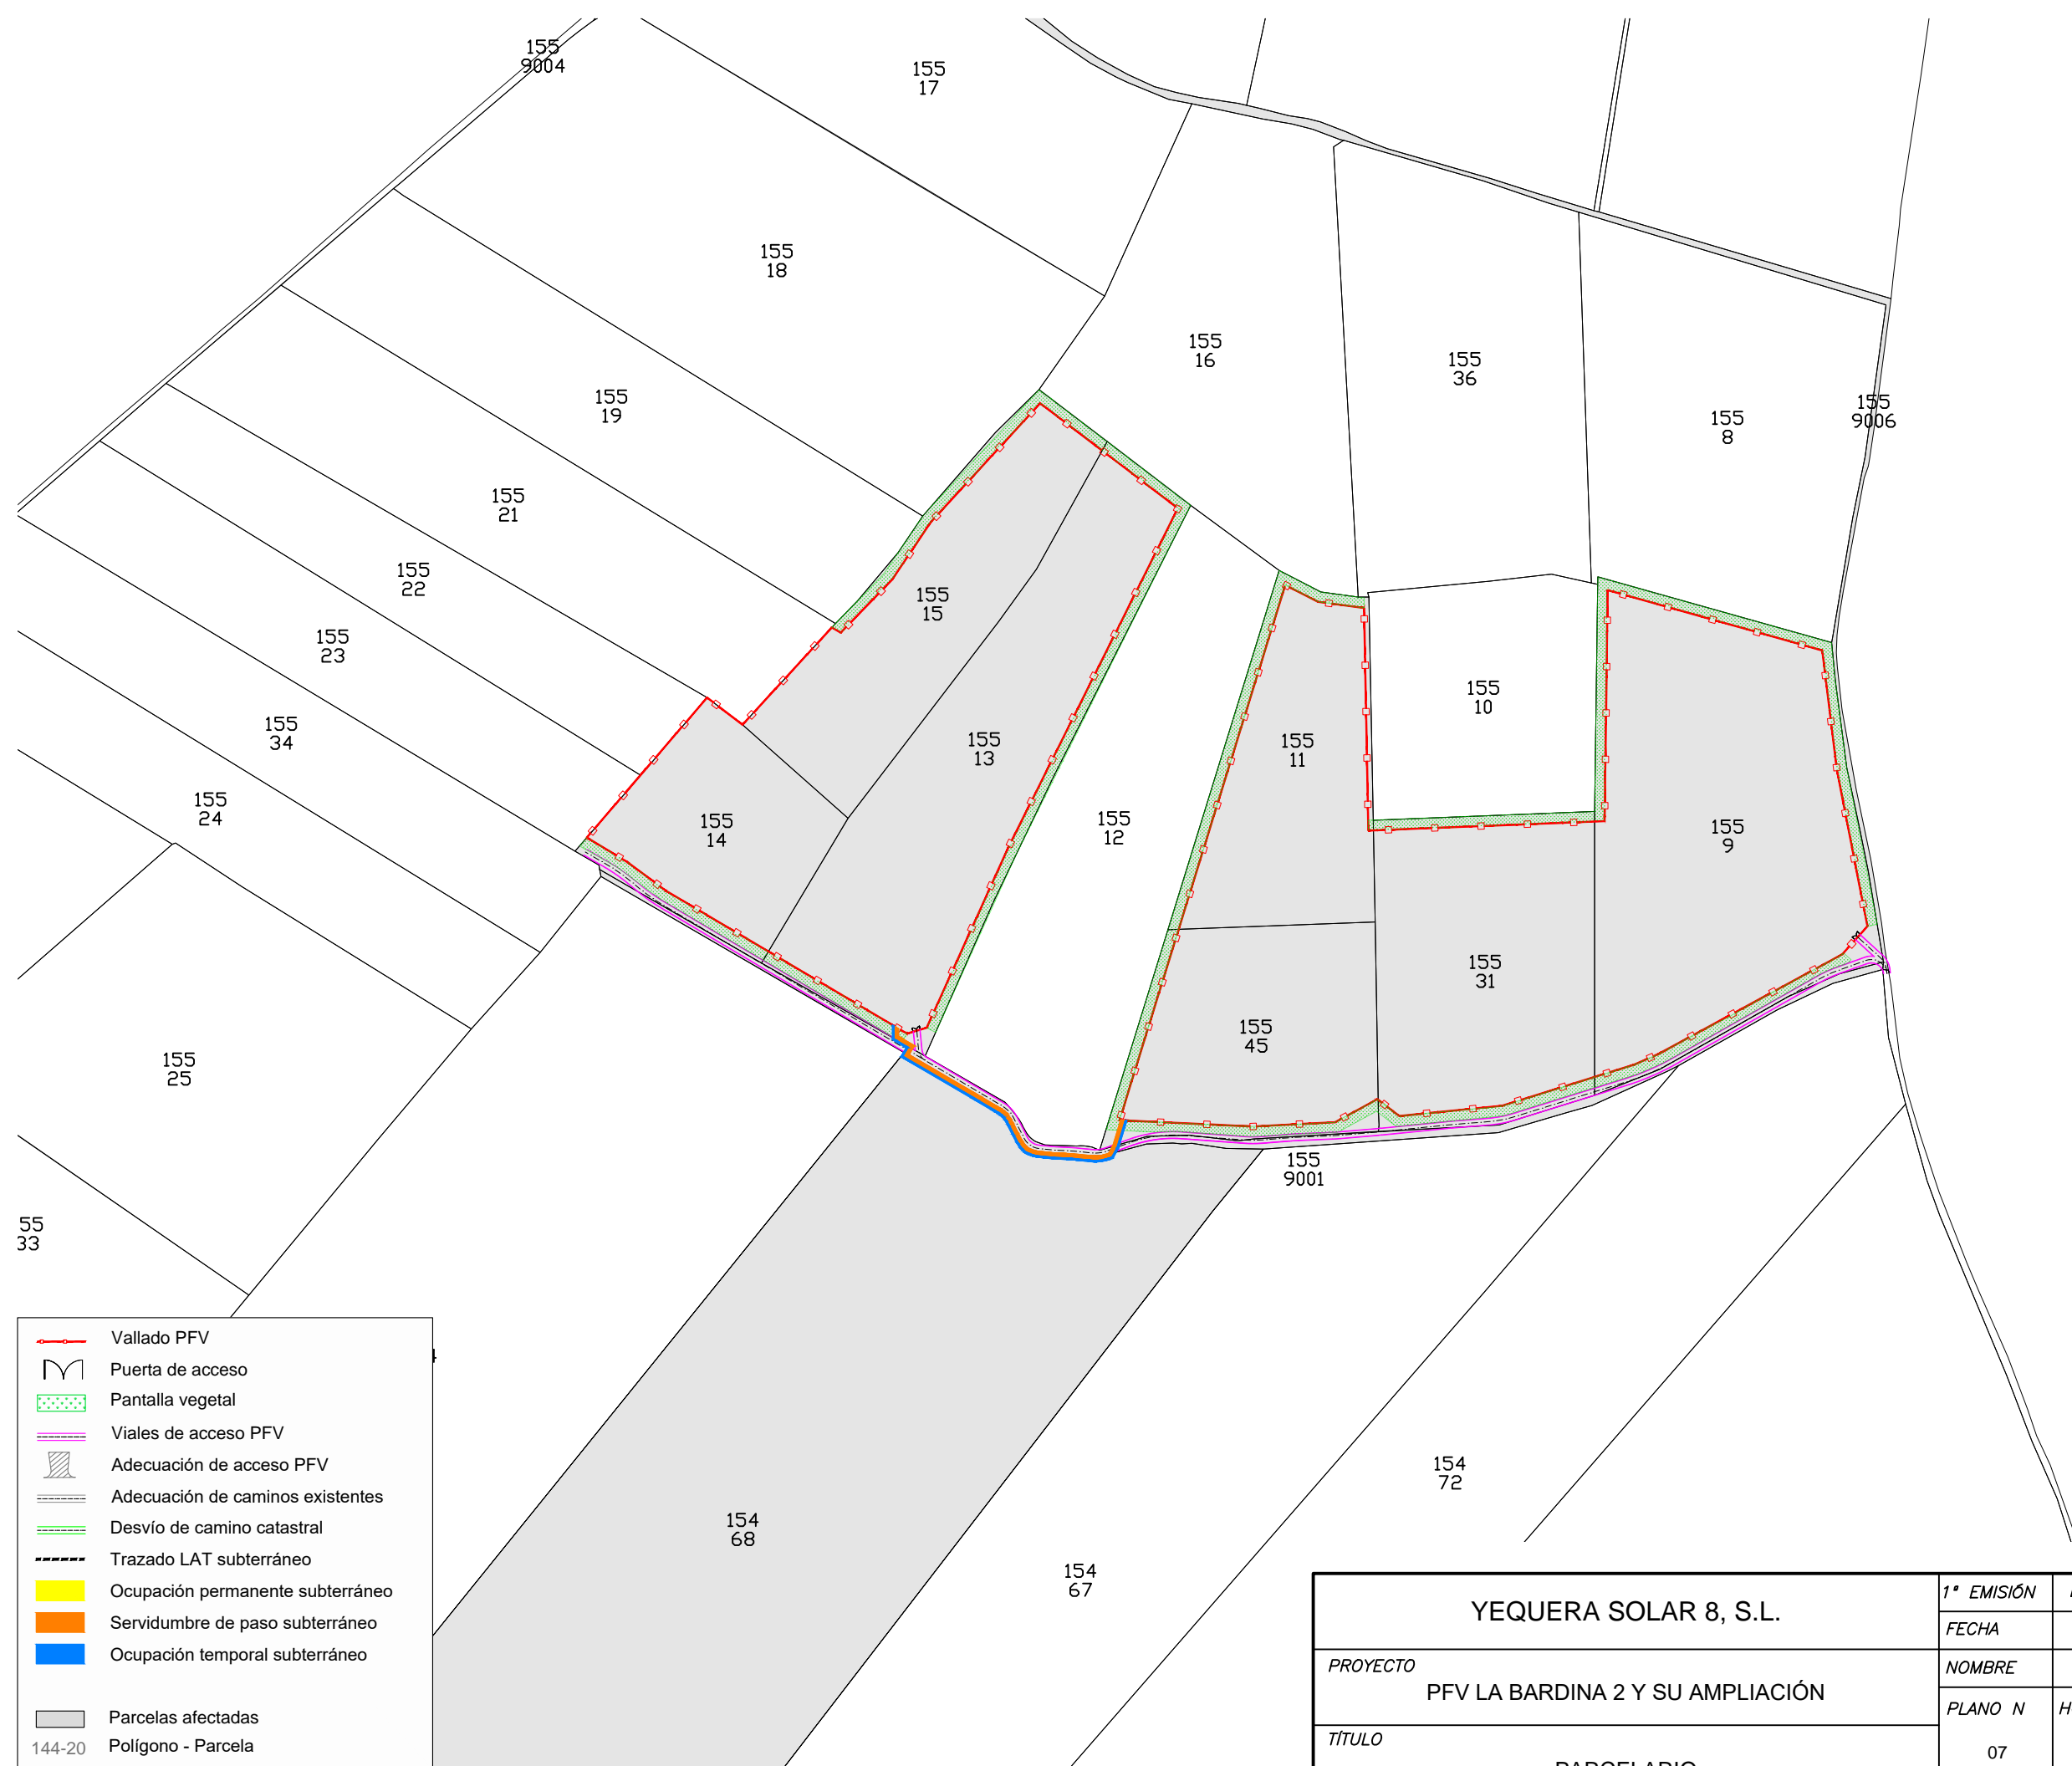 155
9004
155
17
155
18
155
16
155
36
155
8
155
9006
155
19
155
21
155
22
155
23
155
34
155
24
155
15
155
13
155
14
155
12
155
11
155
10
155
9
155
31
155
45
155
25
155
9001
55
33
154
68
154
67
154
72
Vallado PFV
Puerta de acceso
Pantalla vegetal
Viales de acceso PFV
Adecuación de acceso PFV
Adecuación de caminos existentes
Desvío de camino catastral
Trazado LAT subterráneo
Ocupación permanente subterráneo
Servidumbre de paso subterráneo
Ocupación temporal subterráneo
Parcelas afectadas
144-20 Polígono - Parcela
YEQUERA SOLAR 8, S.L.
PROYECTO
PFV LA BARDINA 2 Y SU AMPLIACIÓN
TÍTULO
PARCELARIO
1ª EMISIÓN
FECHA
NOMBRE
PLANO N
07